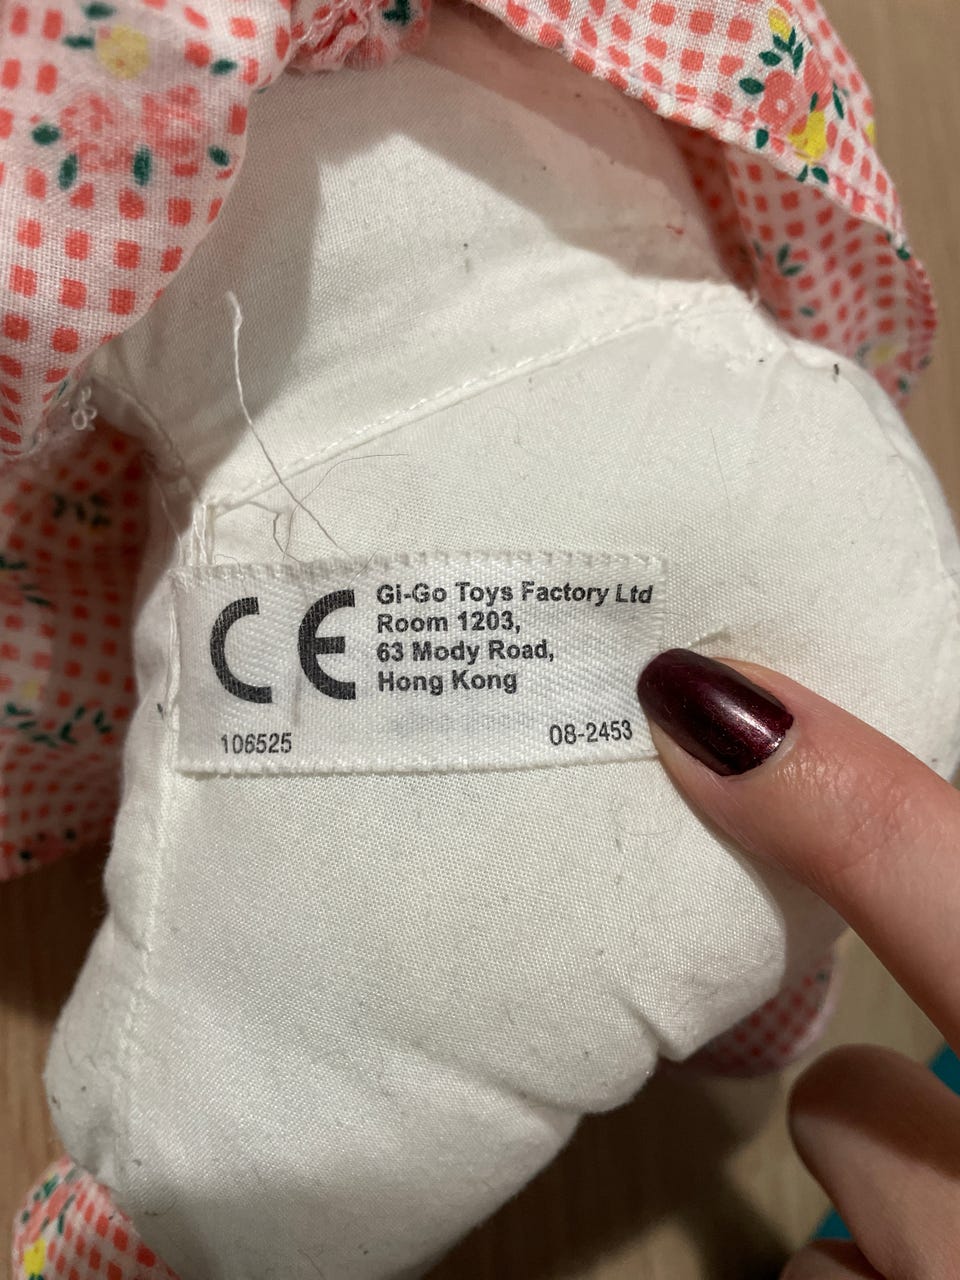 CE
Gi-Go Toys Factory Ltd
Room 1203,
63 Mody Road,
Hong Kong
106525
08-2453